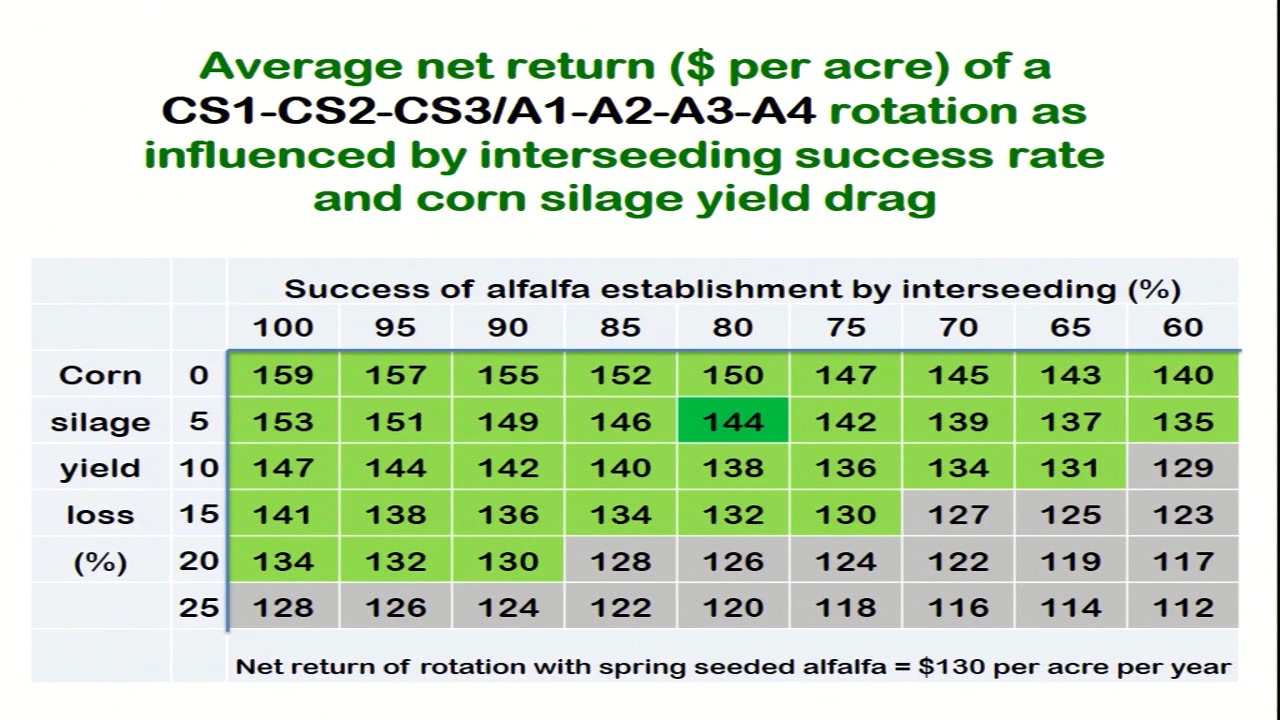 Average net return ($ per acre) of a
CS1-CS2-CS3/A1-A2-A3-A4 rotation as
influenced by interseeding success rate
and corn silage yield drag
Success of alfalfa establishment by interseeding (%)
100 95 90 85 80 75 70 65 60
Corn 0 159 157 155 152 150 147 145 143 140
silage 5 153 151 149 146 144 142 139 137 135
yield 10 147 144 142 140 138 136 134 131 129
loss 15 141 138 136 134 132 130 127 125 123
(%) 20 134 132 130 128 126 124 122 119 117
25 128 126 124 122 120 118 116 114 112
Net return of rotation with spring seeded alfalfa = $130 per acre per year